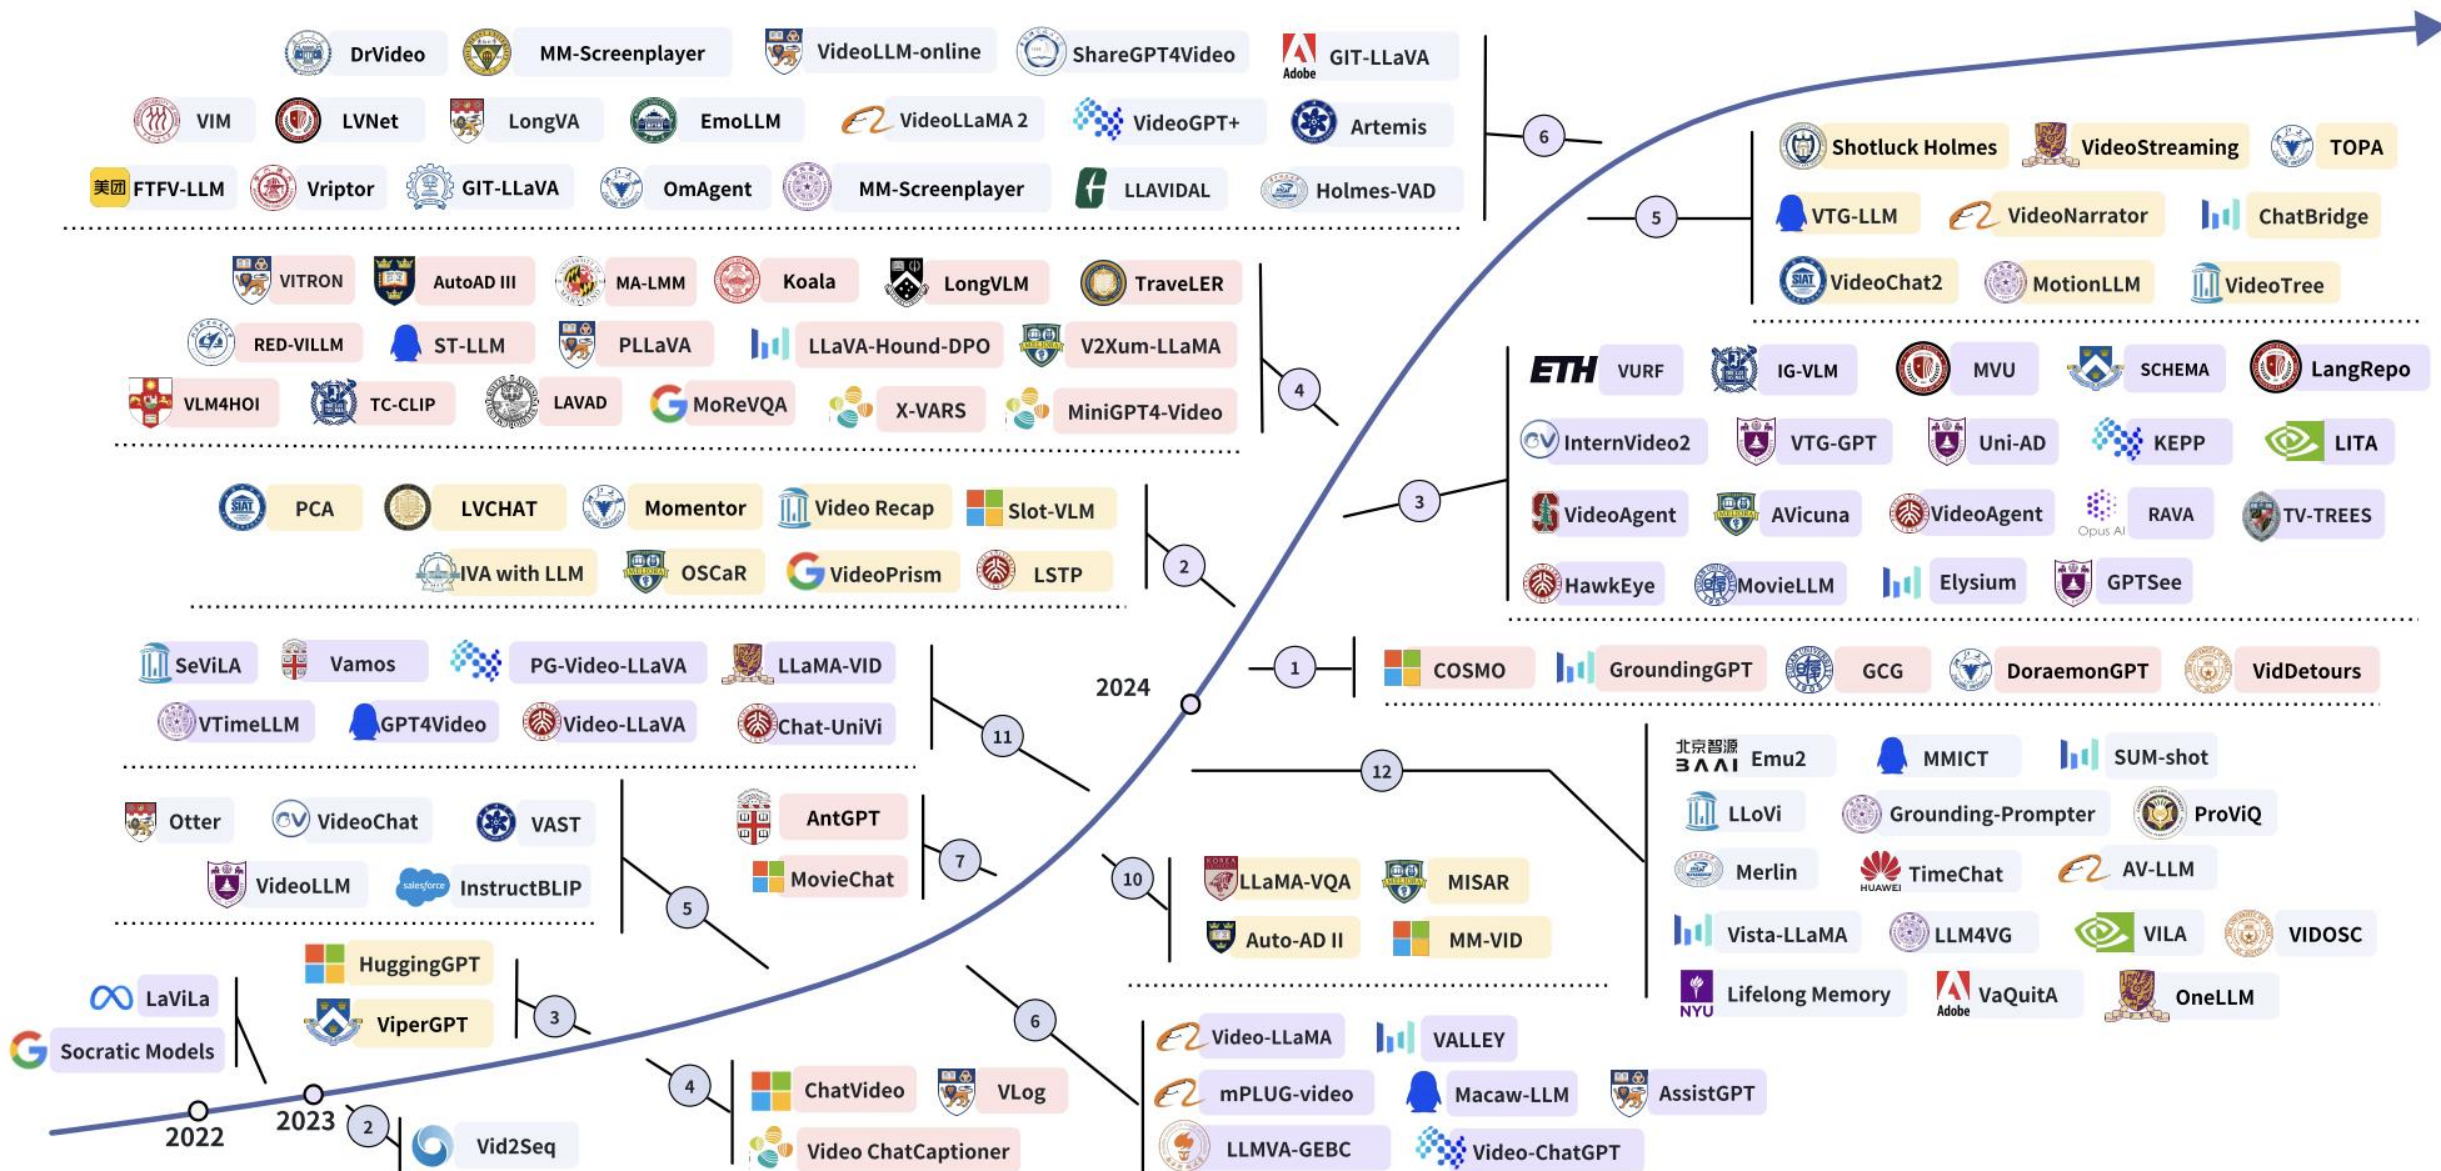 DrVideo MM-Screenplayer VideoLLM-online ShareGPT4Video Adobe GIT-LLaVA
VIM LVNet LongVA EmoLLM VideoLLaMA 2 VideoGPT+ Artemis
美团 FTFV-LLM Vriptor GIT-LLaVA OmAgent MM-Screenplayer LLAVIDAL Holmes-VAD
6
Shotluck Holmes VideoStreaming TOPA
VTG-LLM VideoNarrator ChatBridge
SIAT VideoChat2 MotionLLM VideoTree
5
VITRON AutoAD III MA-LMM Koala LongVLM TraveLER
RED-VILLM ST-LLM PLLaVA LLaVA-Hound-DPO V2Xum-LLaMA
VLM4HOI TC-CLIP LAVAD MoReVQA X-VARS MiniGPT4-Video
4
ETH VURF IG-VLM MVU SCHEMA LangRepo
InternVideo2 VTG-GPT Uni-AD KEPP LITA
VideoAgent AVicuna VideoAgent Opus AI RAVA TV-TREES
HawkEye MovieLLM Elysium GPTSee
3
SIAT PCA LVCHAT Momentor Video Recap Slot-VLM
IVA with LLM OSCaR VideoPrism LSTP
2
1
COSMO GroundingGPT GCG DoraemonGPT VidDetours
2024
SeViLA Vamos PG-Video-LLaVA LLaMA-VID
VTimeLLM GPT4Video Video-LLaVA Chat-UniVi
11
12
北京智源 BAAI Emu2 MMICT SUM-shot
LLoVi Grounding-Prompter ProViQ
Merlin HUAWEI TimeChat AV-LLM
Vista-LLaMA LLM4VG VILA VIDOSC
NYU Lifelong Memory Adobe VaQuitA OneLLM
Otter VideoChat VAST
VideoLLM salesforce InstructBLIP
5
AntGPT
MovieChat
7
10
KOREA LLaMA-VQA MISAR
Auto-AD II MM-VID
HuggingGPT
ViperGPT
3
LaViLa
Socratic Models
6
Video-LLaMA VALLEY
mPLUG-video Macaw-LLM AssistGPT
LLMVA-GEBC Video-ChatGPT
4
ChatVideo VLog
Video ChatCaptioner
2022
2023
2
Vid2Seq